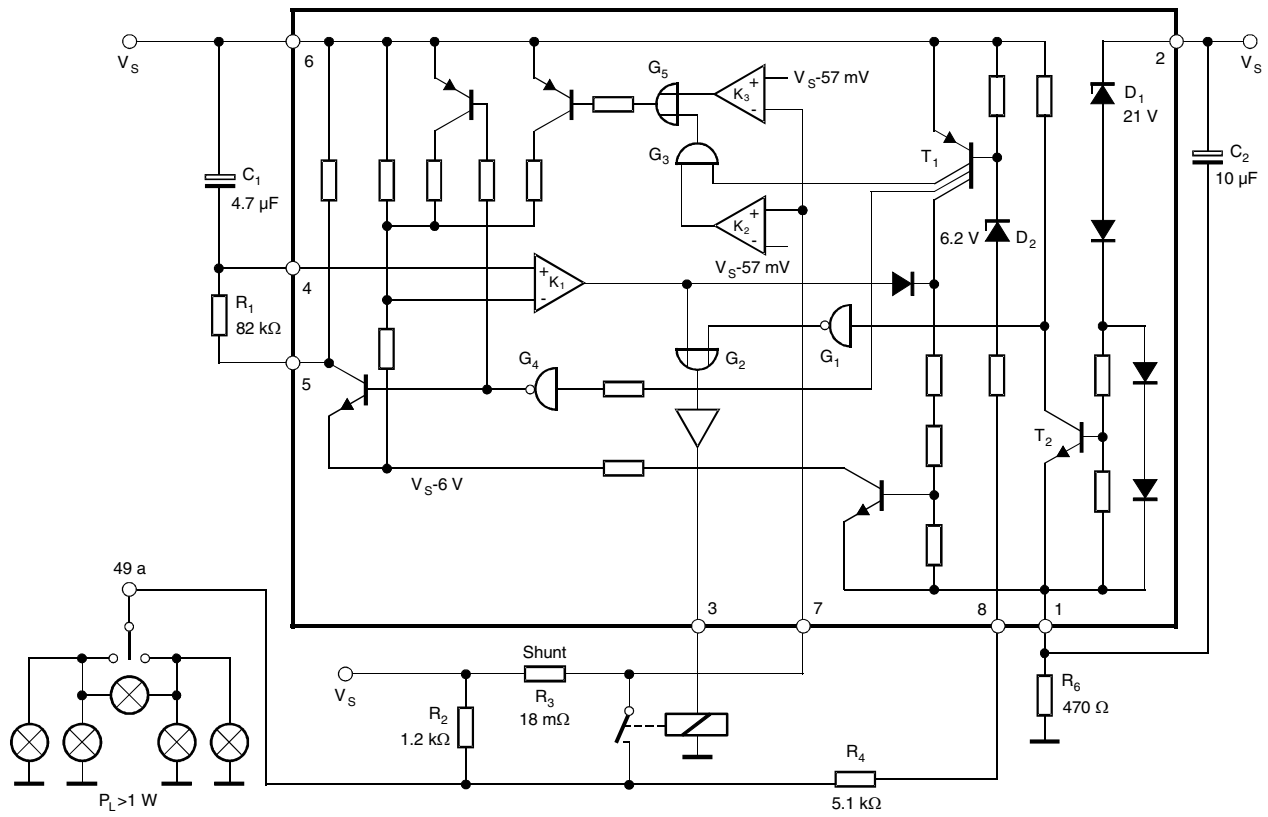 V_S
6
2
V_S
G_5
K_3
+
-
V_S-57 mV
D_1
21 V
C_1
4.7 µF
G_3
T_1
C_2
10 µF
K_2
+
-
V_S-57 mV
6.2 V
D_2
4
+
K_1
-
R_1
82 kΩ
5
G_4
G_2
G_1
T_2
V_S-6 V
49 a
3
7
8
1
Shunt
V_S
R_3
18 mΩ
R_2
1.2 kΩ
R_6
470 Ω
R_4
5.1 kΩ
P_L>1 W